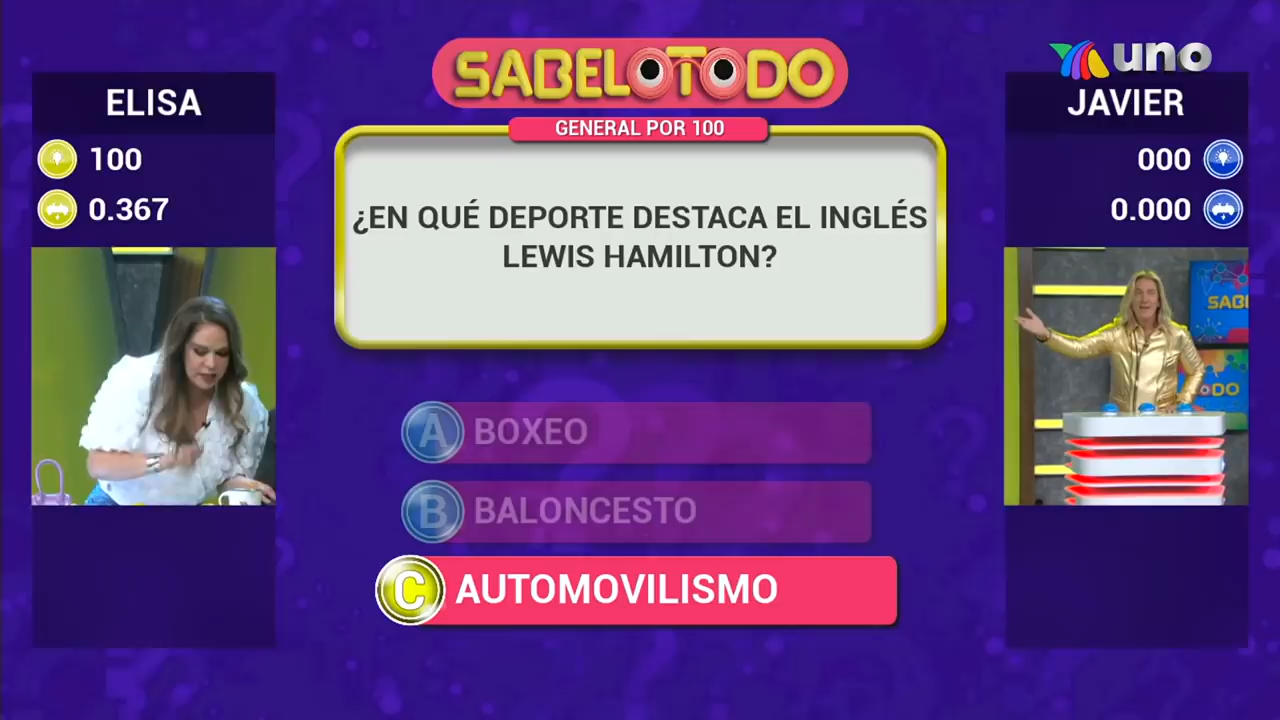 SABELOTODO
uno
GENERAL POR 100
ELISA
100
0.367
JAVIER
000
0.000
¿EN QUÉ DEPORTE DESTACA EL INGLÉS
LEWIS HAMILTON?
A BOXEO
B BALONCESTO
C AUTOMOVILISMO